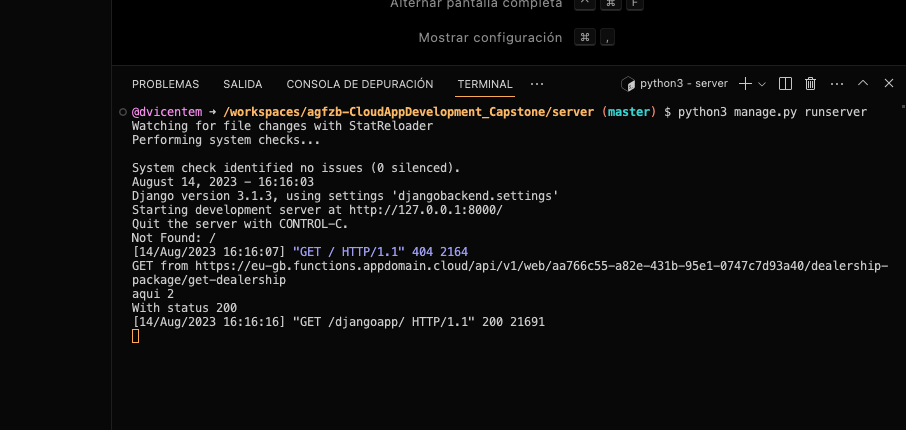 Alternar pantalla completa ^ ⌘ F
Mostrar configuración ⌘ ,
PROBLEMAS SALIDA CONSOLA DE DEPURACIÓN TERMINAL ··· python3 - server
@dvicentem → /workspaces/agfzb-CloudAppDevelopment_Capstone/server (master) $ python3 manage.py runserver
Watching for file changes with StatReloader
Performing system checks...
System check identified no issues (0 silenced).
August 14, 2023 - 16:16:03
Django version 3.1.3, using settings 'djangobackend.settings'
Starting development server at http://127.0.0.1:8000/
Quit the server with CONTROL-C.
Not Found: /
[14/Aug/2023 16:16:07] "GET / HTTP/1.1" 404 2164
GET from https://eu-gb.functions.appdomain.cloud/api/v1/web/aa766c55-a82e-431b-95e1-0747c7d93a40/dealership-
package/get-dealership
aqui 2
With status 200
[14/Aug/2023 16:16:16] "GET /djangoapp/ HTTP/1.1" 200 21691